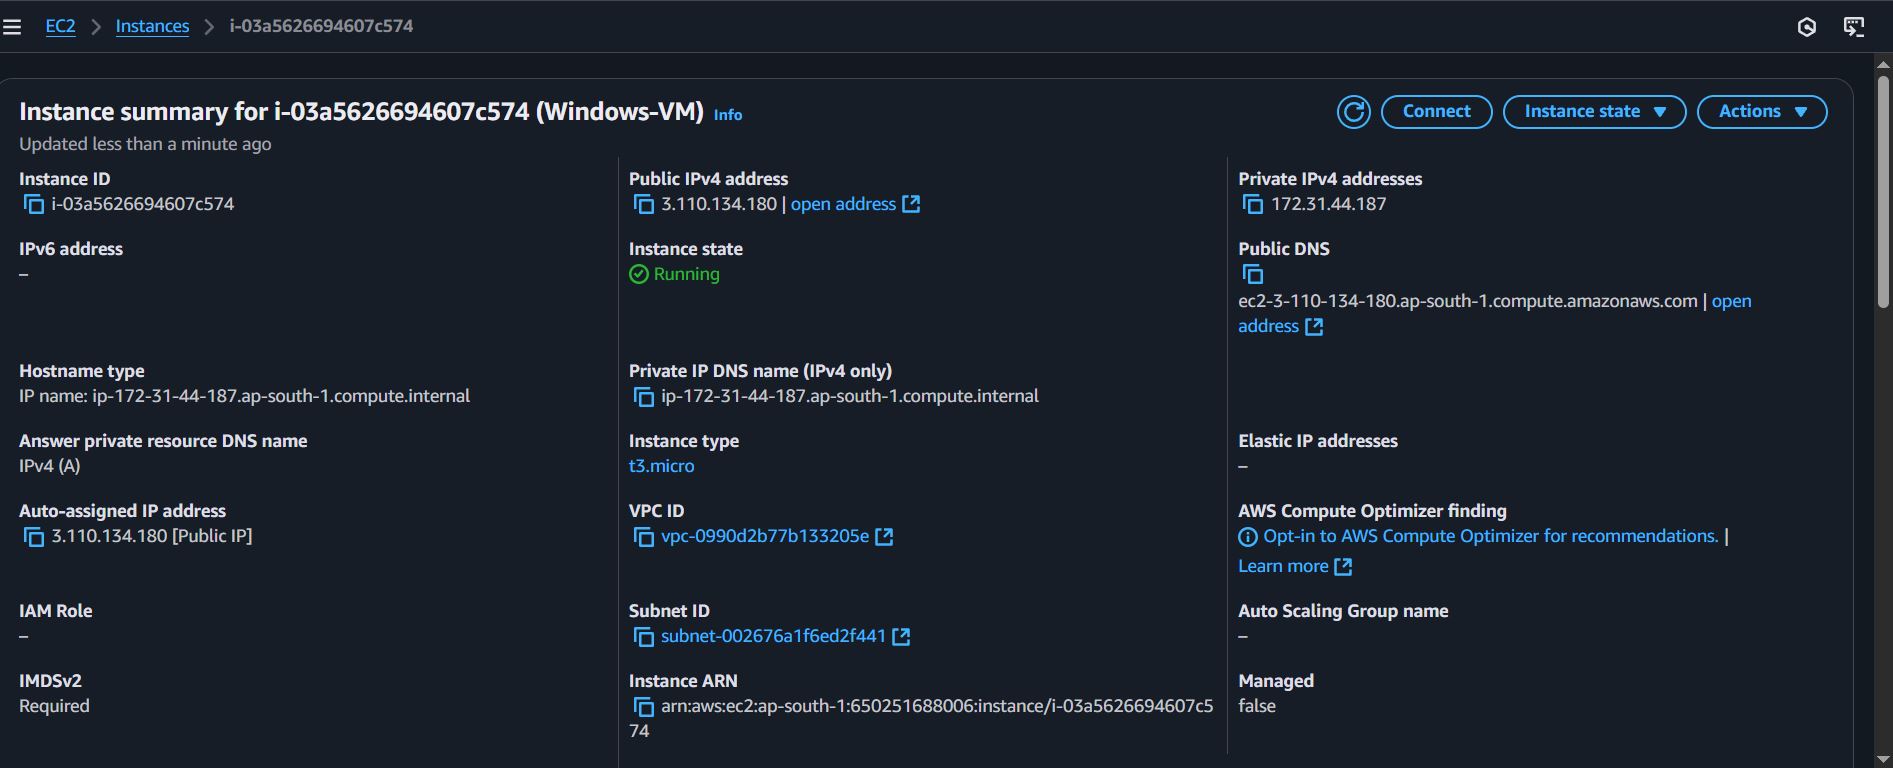 EC2 > Instances > i-03a5626694607c574
Instance summary for i-03a5626694607c574 (Windows-VM) Info
Connect
Instance state
Actions
Updated less than a minute ago
Instance ID
i-03a5626694607c574
Public IPv4 address
3.110.134.180 | open address
Private IPv4 addresses
172.31.44.187
IPv6 address
–
Instance state
Running
Public DNS
ec2-3-110-134-180.ap-south-1.compute.amazonaws.com | open
address
Hostname type
IP name: ip-172-31-44-187.ap-south-1.compute.internal
Private IP DNS name (IPv4 only)
ip-172-31-44-187.ap-south-1.compute.internal
Answer private resource DNS name
IPv4 (A)
Instance type
t3.micro
Elastic IP addresses
–
Auto-assigned IP address
3.110.134.180 [Public IP]
VPC ID
vpc-0990d2b77b133205e
AWS Compute Optimizer finding
Opt-in to AWS Compute Optimizer for recommendations. |
Learn more
IAM Role
–
Subnet ID
subnet-002676a1f6ed2f441
Auto Scaling Group name
–
IMDSv2
Required
Instance ARN
arn:aws:ec2:ap-south-1:650251688006:instance/i-03a5626694607c5
74
Managed
false